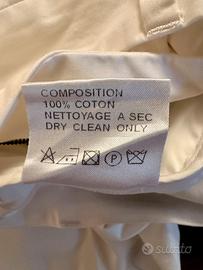 COMPOSITION
100% COTON
NETTOYAGE A SEC
DRY CLEAN ONLY
P
subito